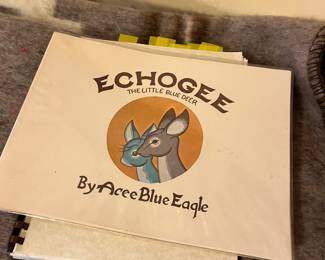 ECHOGEE
THE LITTLE BLUE DEER
By Acee Blue Eagle